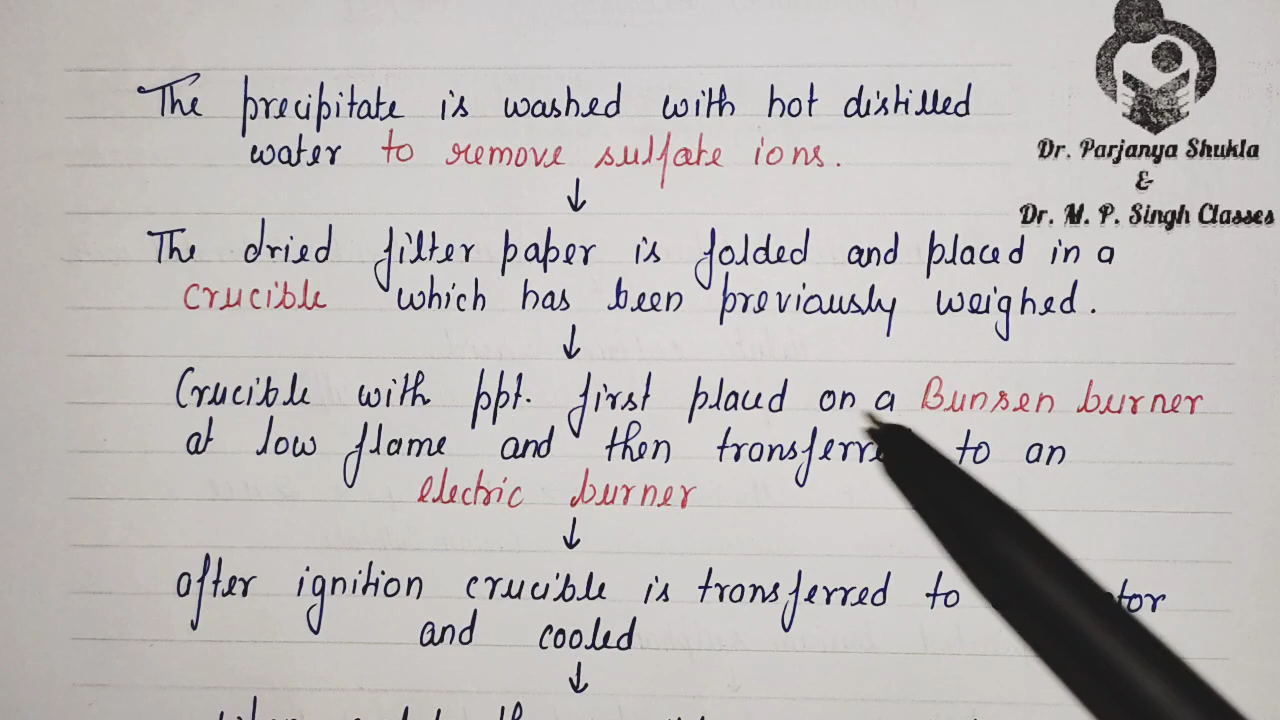 The precipitate is washed with hot distilled
water to remove sulfate ions.
↓
The dried filter paper is folded and placed in a
crucible which has been previously weighed.
↓
Crucible with ppt. first placed on a Bunsen burner
at low flame and then transferred to an
electric burner
↓
after ignition crucible is transferred to
and cooled
↓
Dr. Parjanya Shukla
&
Dr. M. P. Singh Classes